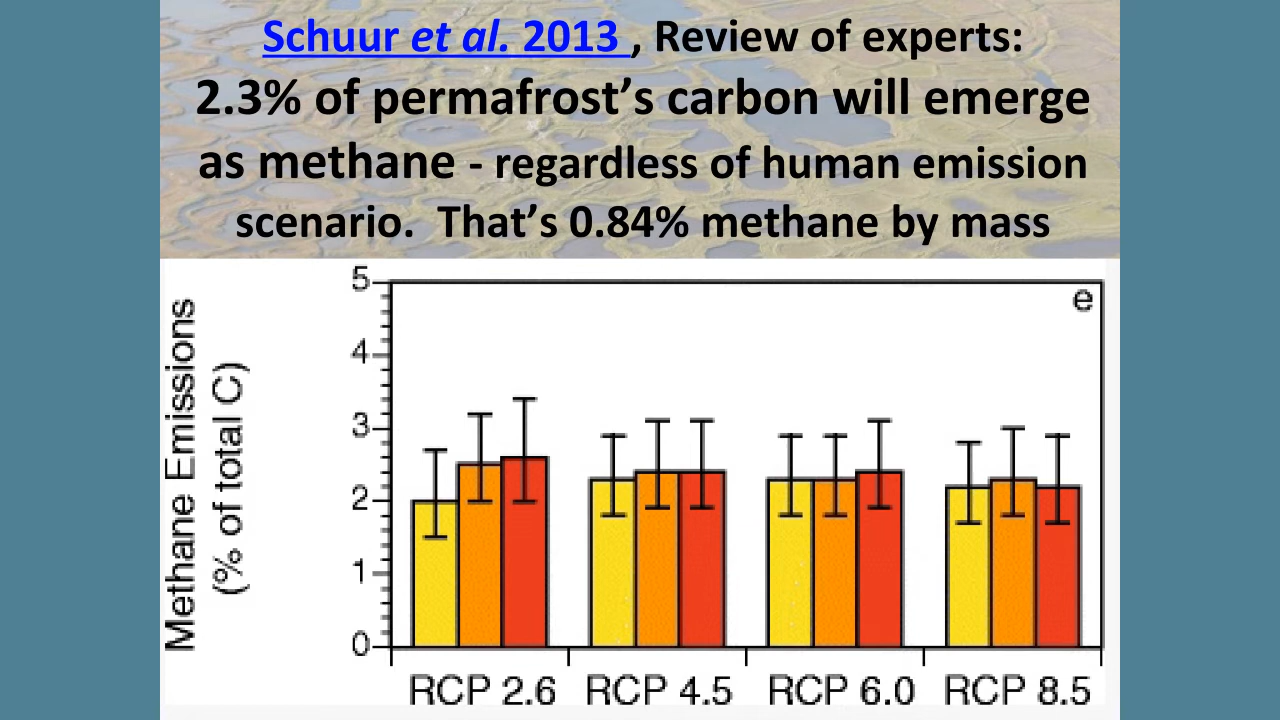 Schuur et al. 2013 , Review of experts:
2.3% of permafrost’s carbon will emerge
as methane - regardless of human emission
scenario.  That’s 0.84% methane by mass
Methane Emissions
(% of total C)
5
4
3
2
1
0
e
RCP 2.6 RCP 4.5 RCP 6.0 RCP 8.5